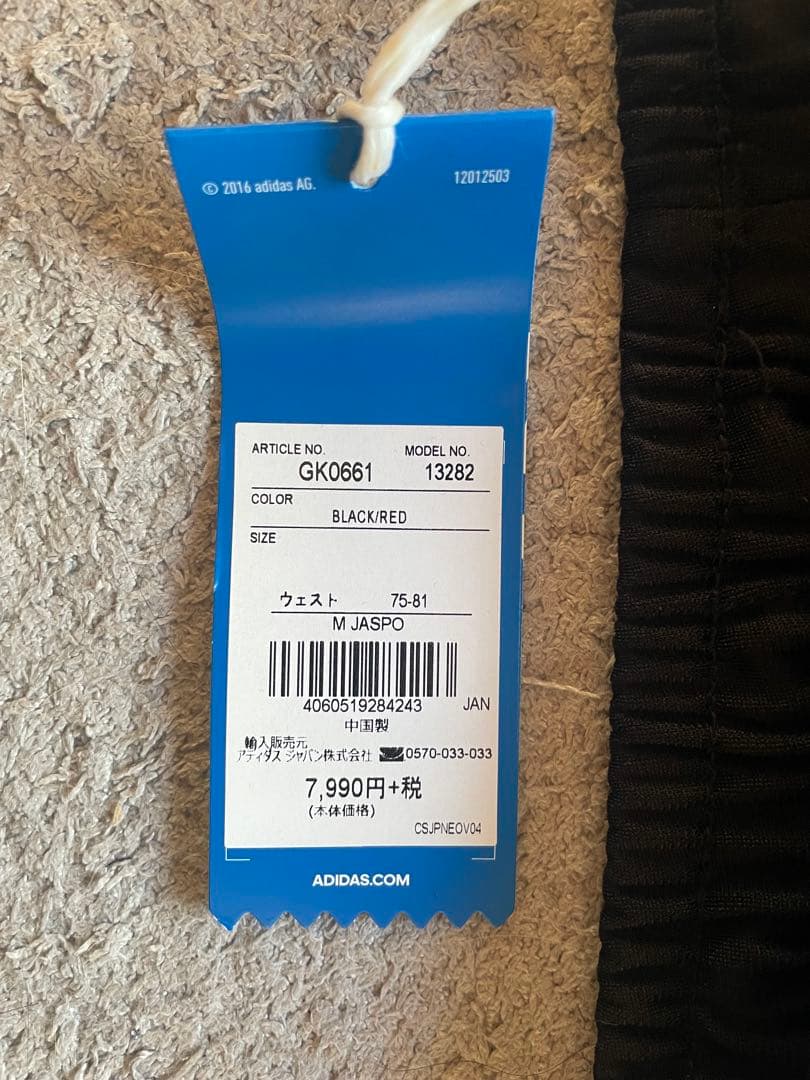 © 2016 adidas AG. 12012503
ARTICLE NO. MODEL NO.
GK0661 13282
COLOR
BLACK/RED
SIZE
ウェスト 75-81
M JASPO
4060519284243 JAN
中国製
輸入販売元
アディダス ジャパン株式会社 0570-033-033
7,990円+税
(本体価格)
CSJPNEOV04
ADIDAS.COM